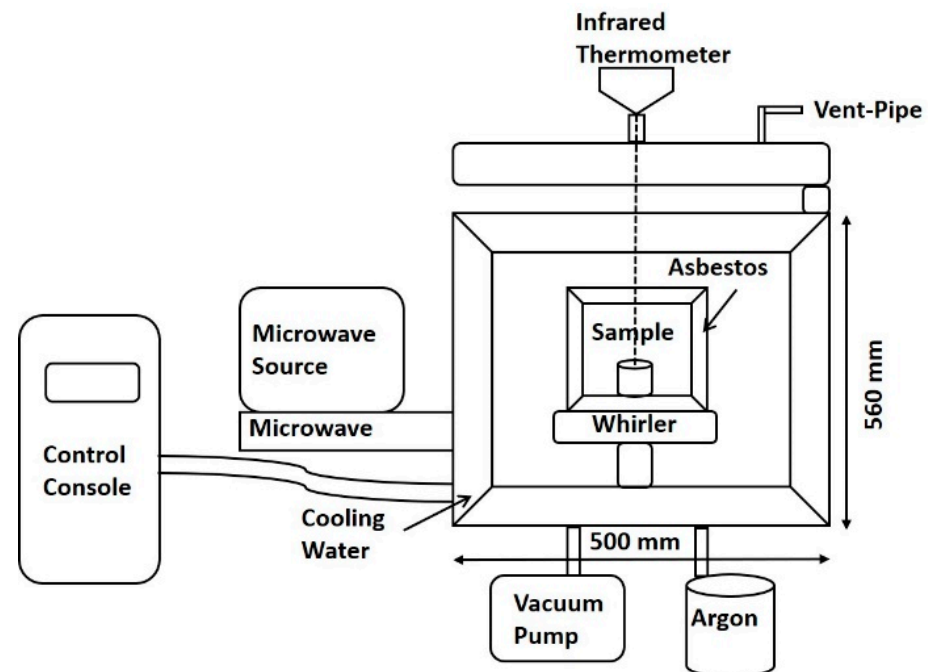 Infrared
Thermometer
Vent-Pipe
Asbestos
Sample
Microwave
Source
Microwave
Whirler
560 mm
Control
Console
Cooling
Water
500 mm
Vacuum
Pump
Argon